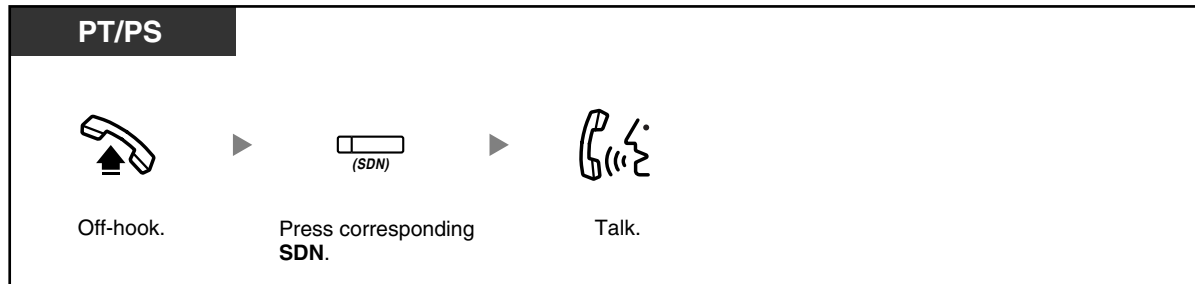 PT/PS
(SDN)
Off-hook.
Press corresponding
SDN.
Talk.